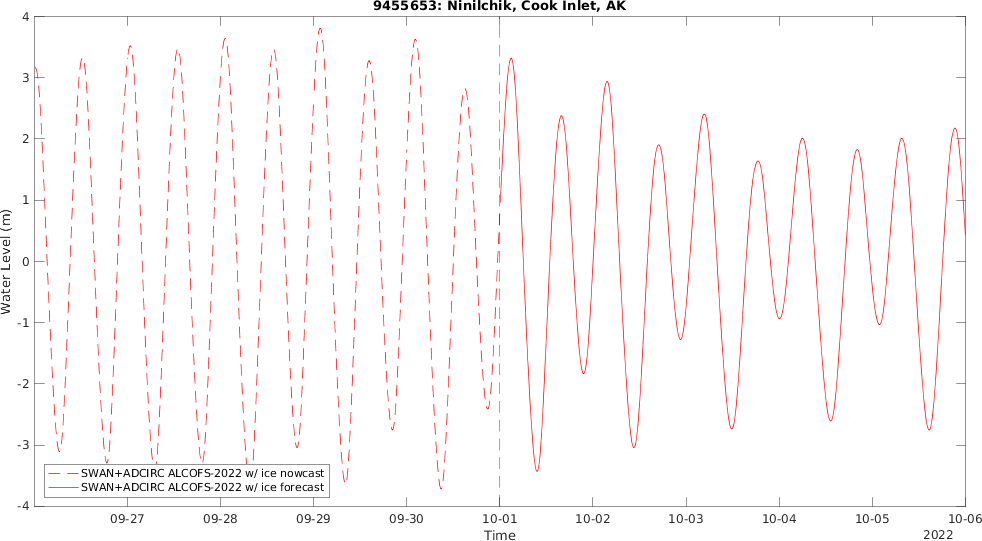 9455653: Ninilchik, Cook Inlet, AK
4
3
2
1
0
-1
-2
-3
-4
Water Level (m)
SWAN+ADCIRC ALCOFS-2022 w/ ice nowcast
SWAN+ADCIRC ALCOFS-2022 w/ ice forecast
09-27 09-28 09-29 09-30 10-01 10-02 10-03 10-04 10-05 10-06
Time
2022